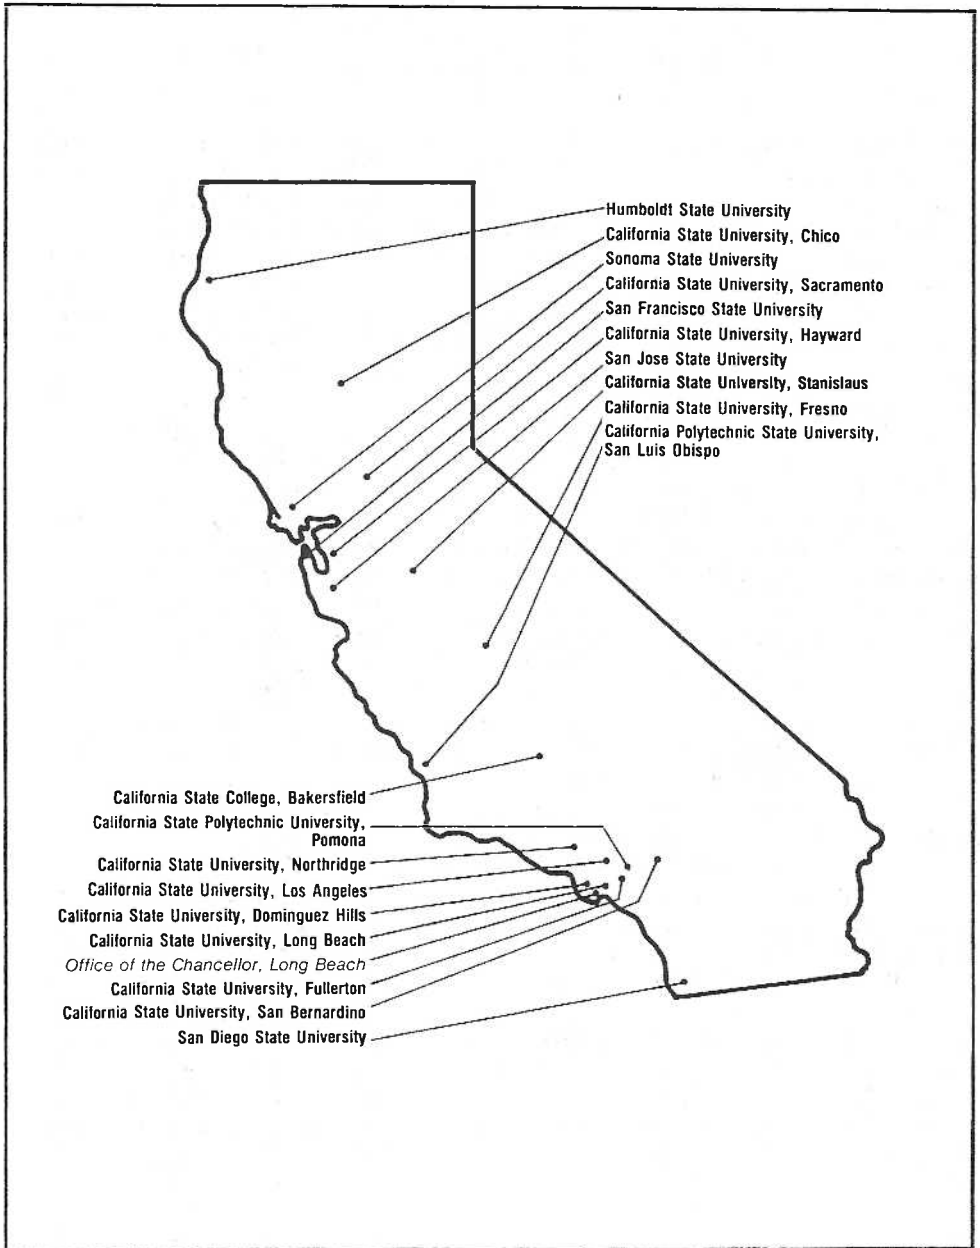 Humboldt State University
California State University, Chico
Sonoma State University
California State University, Sacramento
San Francisco State University
California State University, Hayward
San Jose State University
California State University, Stanislaus
California State University, Fresno
California Polytechnic State University,
San Luis Obispo
California State College, Bakersfield
California State Polytechnic University,
Pomona
California State University, Northridge
California State University, Los Angeles
California State University, Dominguez Hills
California State University, Long Beach
Office of the Chancellor, Long Beach
California State University, Fullerton
California State University, San Bernardino
San Diego State University